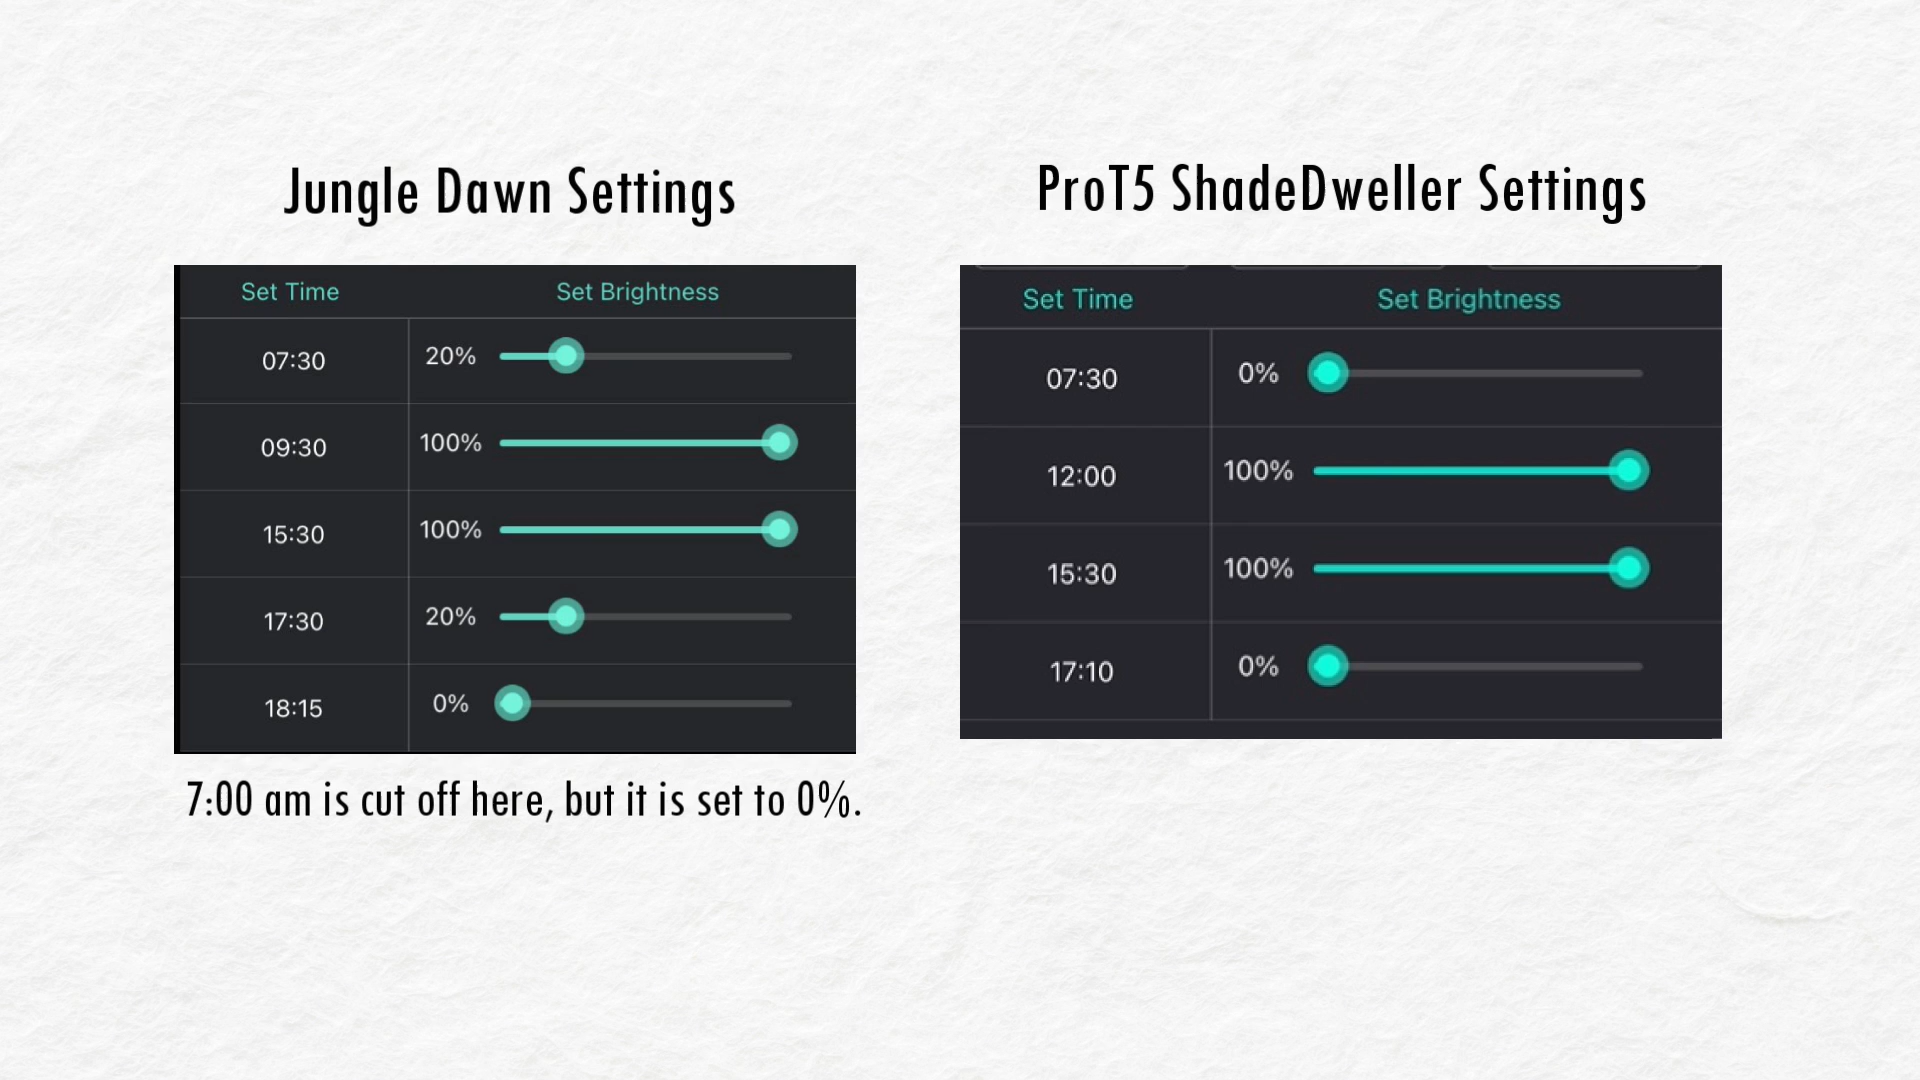 Jungle Dawn Settings
Set Time Set Brightness
07:30 20%
09:30 100%
15:30 100%
17:30 20%
18:15 0%
7:00 am is cut off here, but it is set to 0%.
ProT5 ShadeDweller Settings
Set Time Set Brightness
07:30 0%
12:00 100%
15:30 100%
17:10 0%